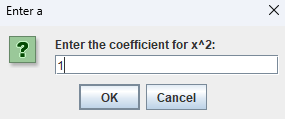 Enter a
Enter the coefficient for x^2:
1
OK
Cancel